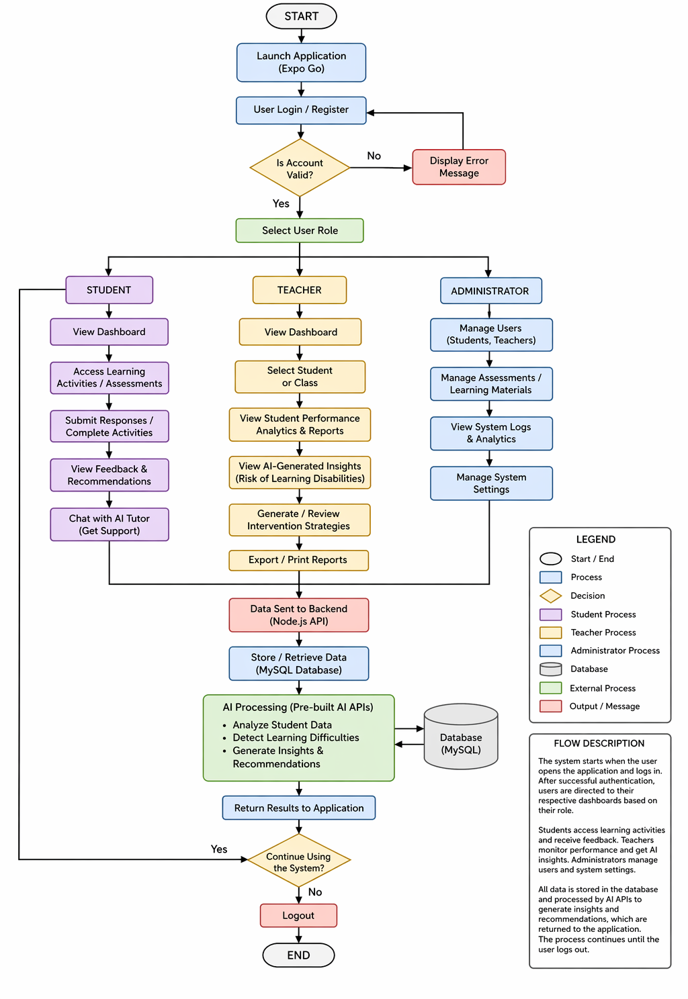 START
Launch Application
(Expo Go)
User Login / Register
Is Account
Valid?
No
Display Error
Message
Yes
Select User Role
STUDENT
TEACHER
ADMINISTRATOR
View Dashboard
Access Learning
Activities / Assessments
Submit Responses /
Complete Activities
View Feedback &
Recommendations
Chat with AI Tutor
(Get Support)
View Dashboard
Select Student
or Class
View Student Performance
Analytics & Reports
View AI-Generated Insights
(Risk of Learning Disabilities)
Generate / Review
Intervention Strategies
Export / Print Reports
Manage Users
(Students, Teachers)
Manage Assessments /
Learning Materials
View System Logs
& Analytics
Manage System
Settings
Data Sent to Backend
(Node.js API)
Store / Retrieve Data
(MySQL Database)
AI Processing (Pre-built AI APIs)
• Analyze Student Data
• Detect Learning Difficulties
• Generate Insights &
Recommendations
Database
(MySQL)
Return Results to Application
Yes
Continue Using
the System?
No
Logout
END
LEGEND
Start / End
Process
Decision
Student Process
Teacher Process
Administrator Process
Database
External Process
Output / Message
FLOW DESCRIPTION
The system starts when the user
opens the application and logs in.
After successful authentication,
users are directed to their
respective dashboards based on
their role.
Students access learning activities
and receive feedback. Teachers
monitor performance and get AI
insights. Administrators manage
users and system settings.
All data is stored in the database
and processed by AI APIs to
generate insights and
recommendations, which are
returned to the application.
The process continues until the
user logs out.